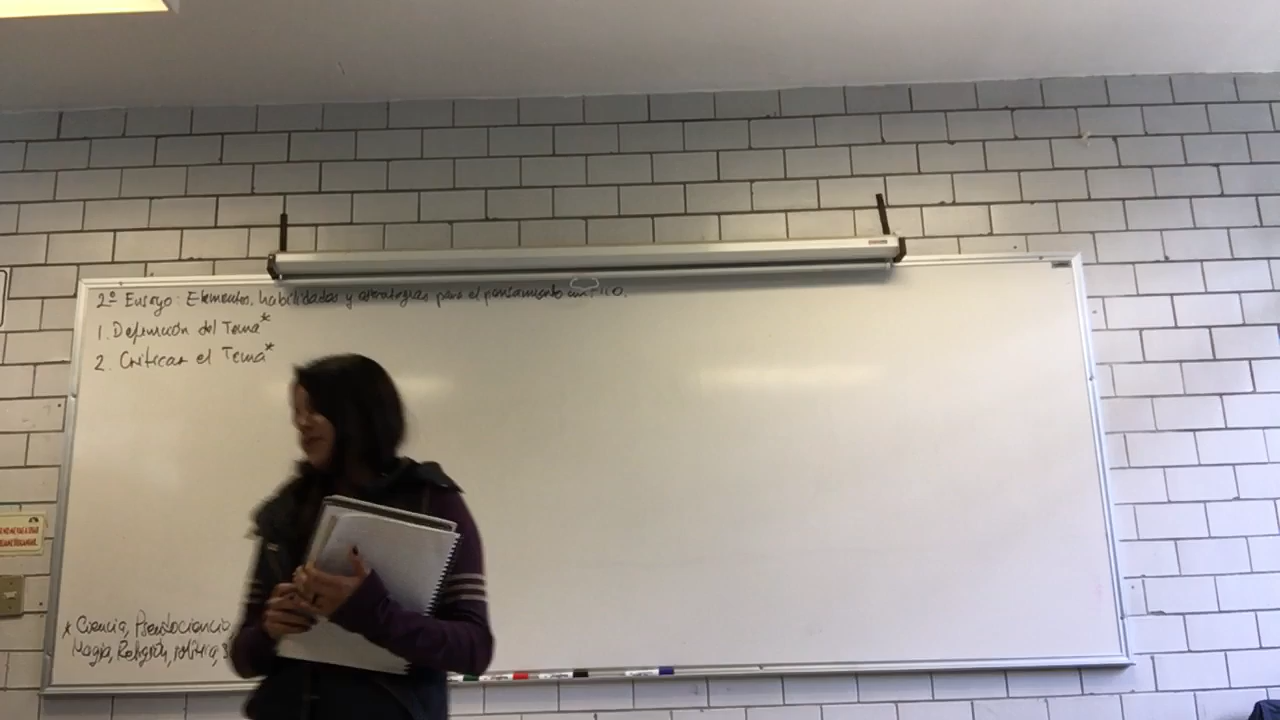 2º Ensayo: Elementos, habilidades y estrategias para el pensamiento
1. Definición del Tema*
2. Criticar el Tema*
* Ciencia, Pseudociencia
Magia, Religión, política,